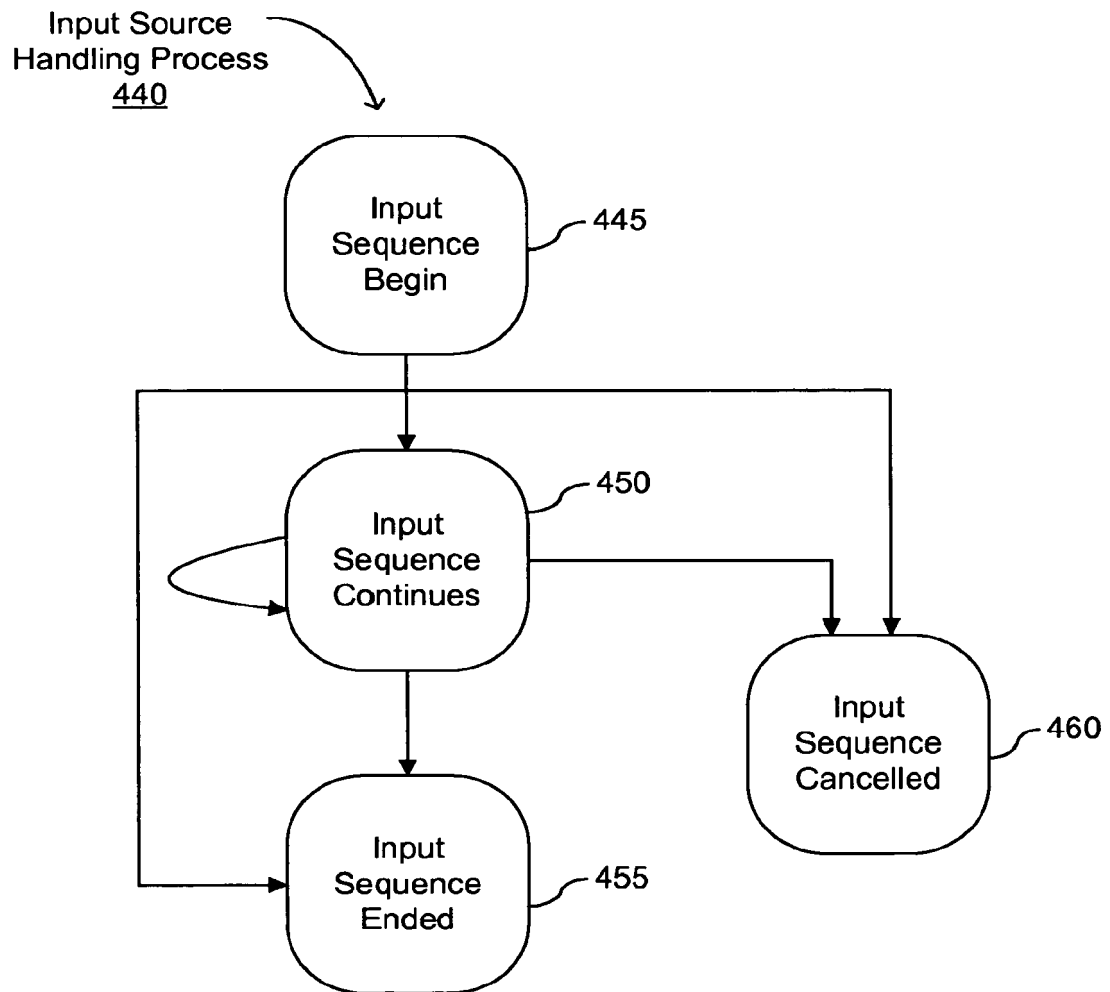 Input Source
Handling Process
440
Input
Sequence
Begin
445
Input
Sequence
Continues
450
Input
Sequence
Cancelled
460
Input
Sequence
Ended
455